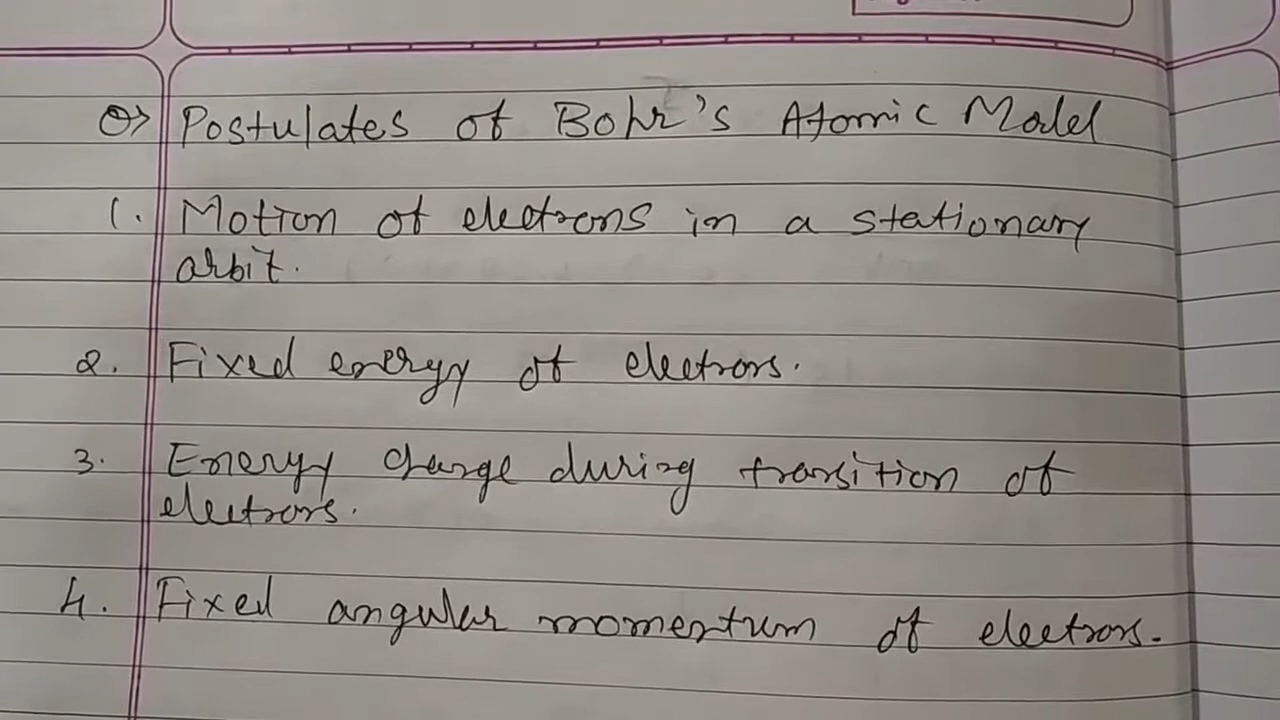 Q> Postulates of Bohr's Atomic Model
1. Motion of electrons in a stationary
orbit.
2. Fixed energy of electrons.
3. Energy change during transition of
electrons.
4. Fixed angular momentum of electrons.